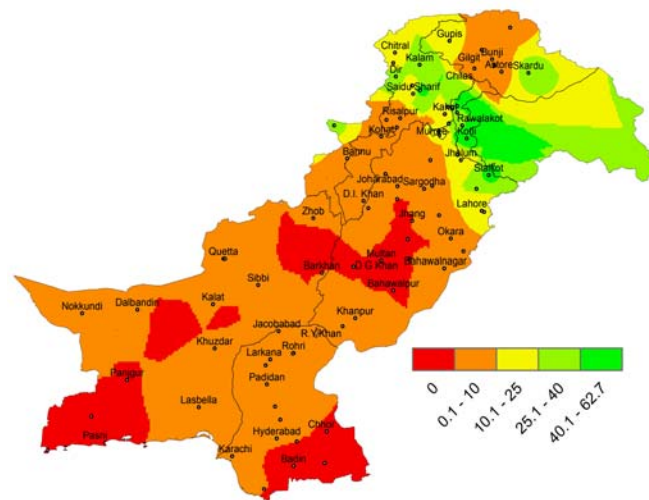 Gupis
Chitral
Bunji
Gilgit
Kalam
Astore
Skardu
Dir
Chilas
Saidu Sharif
Risalpur
Rawalakot
Kohat
Kotli
Bannu
Jhelum
Sialkot
Joharabad
Sargodha
D.I. Khan
Lahore
Zhob
Jhang
Okara
Quetta
Multan
Barkhan
D.G.Khan
Bahawalnagar
Sibbi
Bahawalpur
Dalbandin
Kalat
Nokkundi
Khanpur
Jacobabad
R.Y.Khan
Khuzdar
Rohri
Larkana
Panjgur
Padidan
Lasbella
Chhor
Pasni
Hyderabad
Karachi
Badin
0
0.1 - 10
10.1 - 25
25.1 - 40
40.1 - 62.7